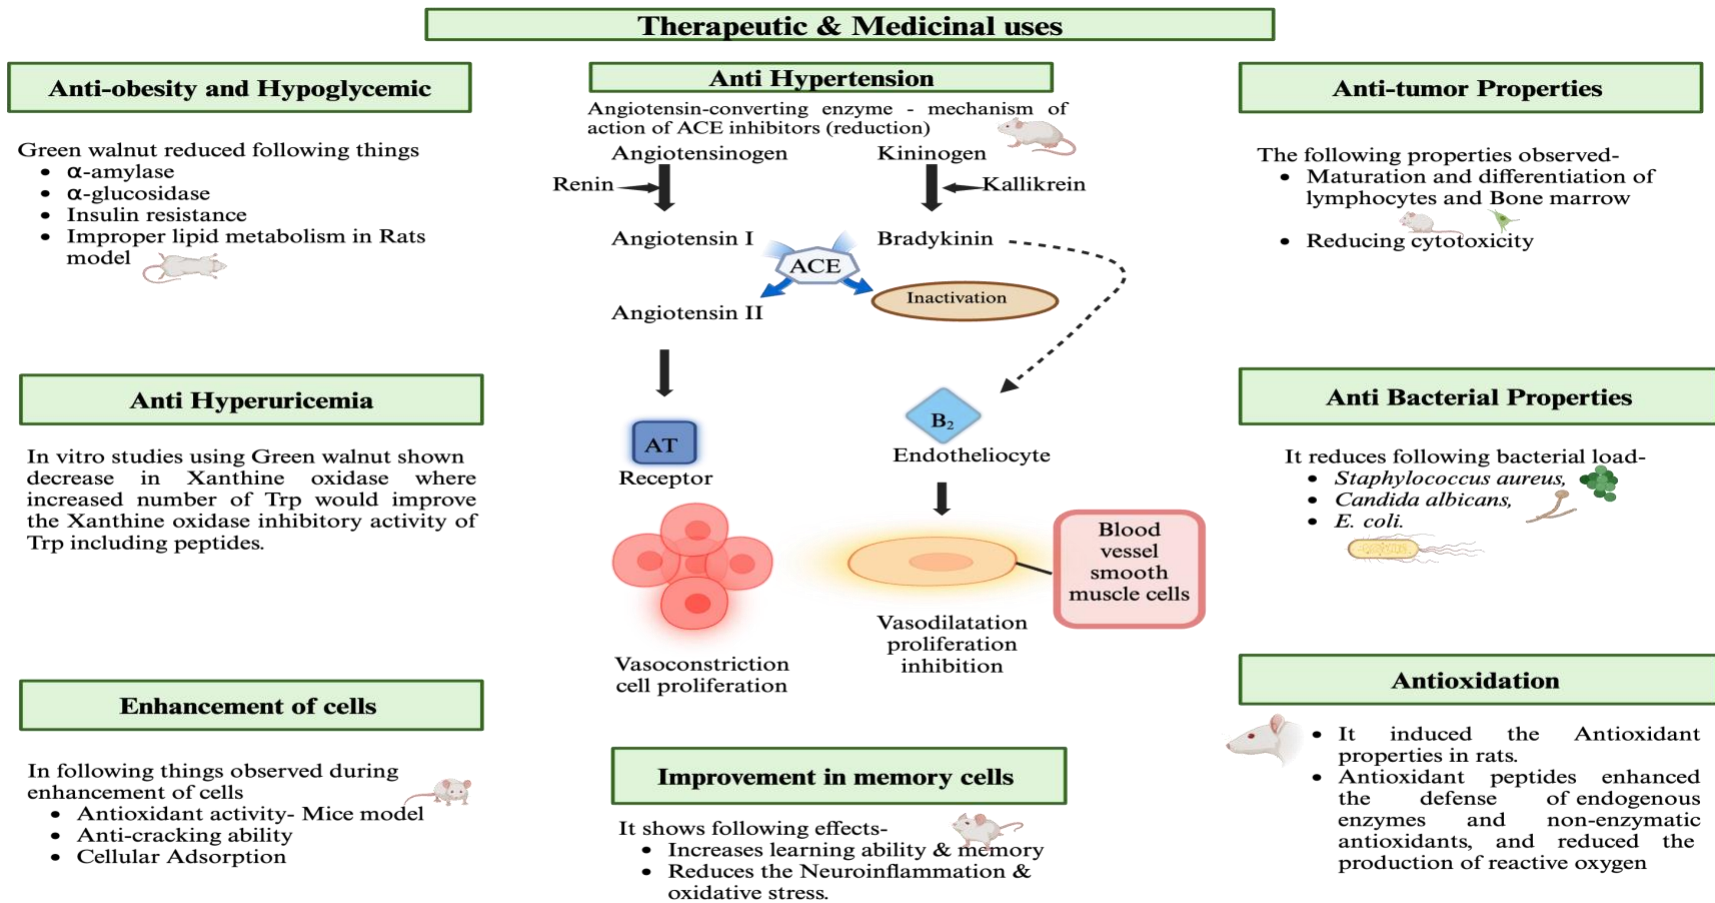 Therapeutic & Medicinal uses
Anti-obesity and Hypoglycemic
Green walnut reduced following things
• α-amylase
• α-glucosidase
• Insulin resistance
• Improper lipid metabolism in Rats
model
Anti Hyperuricemia
In vitro studies using Green walnut shown
decrease in Xanthine oxidase where
increased number of Trp would improve
the Xanthine oxidase inhibitory activity of
Trp including peptides.
Enhancement of cells
In following things observed during
enhancement of cells
• Antioxidant activity- Mice model
• Anti-cracking ability
• Cellular Adsorption
Anti Hypertension
Angiotensin-converting enzyme - mechanism of
action of ACE inhibitors (reduction)
Angiotensinogen
Kininogen
Renin
Kallikrein
Angiotensin I
Bradykinin
ACE
Angiotensin II
Inactivation
AT
Receptor
B₂
Endotheliocyte
Blood
vessel
smooth
muscle cells
Vasoconstriction
cell proliferation
Vasodilatation
proliferation
inhibition
Improvement in memory cells
It shows following effects-
• Increases learning ability & memory
• Reduces the Neuroinflammation &
oxidative stress.
Anti-tumor Properties
The following properties observed-
• Maturation and differentiation of
lymphocytes and Bone marrow
• Reducing cytotoxicity
Anti Bacterial Properties
It reduces following bacterial load-
• Staphylococcus aureus,
• Candida albicans,
• E. coli.
Antioxidation
• It induced the Antioxidant
properties in rats.
• Antioxidant peptides enhanced
the defense of endogenous
enzymes and non-enzymatic
antioxidants, and reduced the
production of reactive oxygen